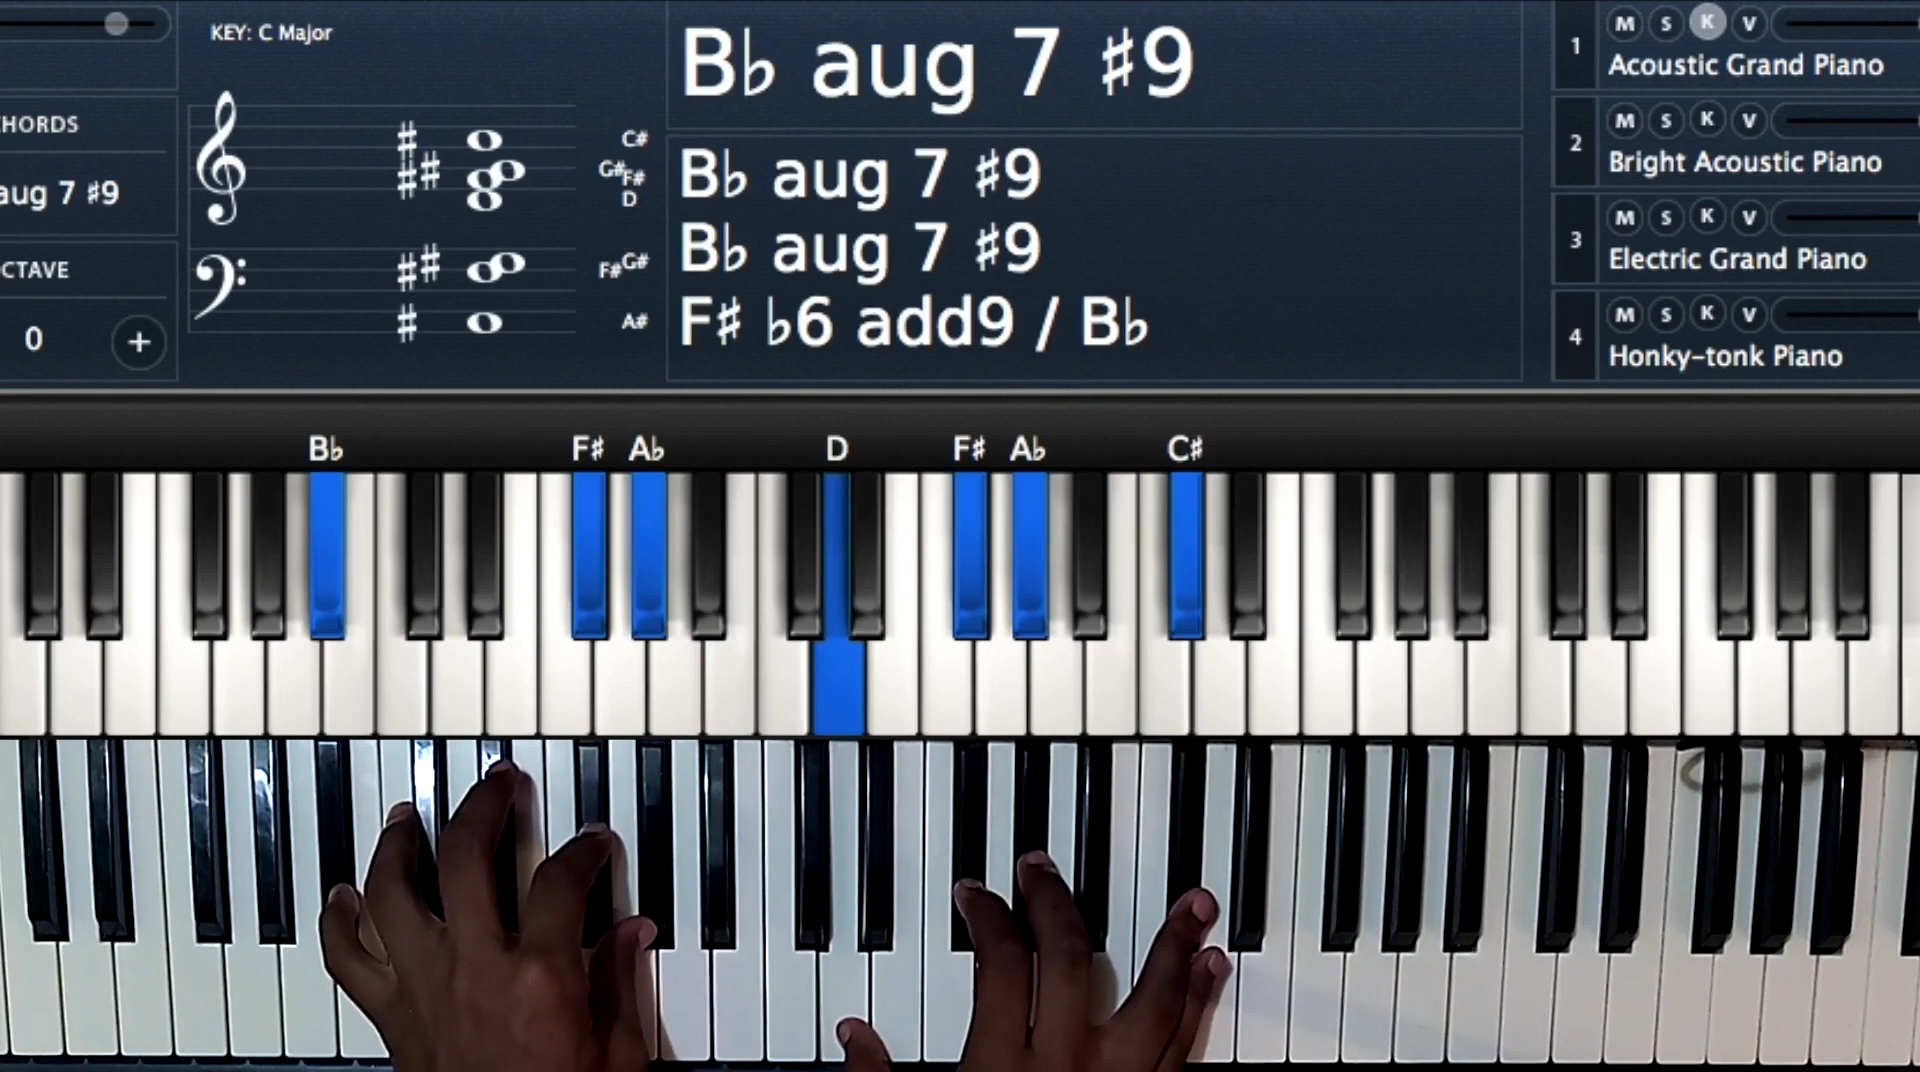 KEY: C Major
HORDS
aug 7 ♯9
CTAVE
0
+
C#
G#
F#
D
G#
F#
A#
B♭ aug 7 ♯9
B♭ aug 7 ♯9
B♭ aug 7 ♯9
F♯ ♭6 add9 / B♭
1
M S K V
Acoustic Grand Piano
2
M S K V
Bright Acoustic Piano
3
M S K V
Electric Grand Piano
4
M S K V
Honky-tonk Piano
B♭ F♯ A♭ D F♯ A♭ C♯